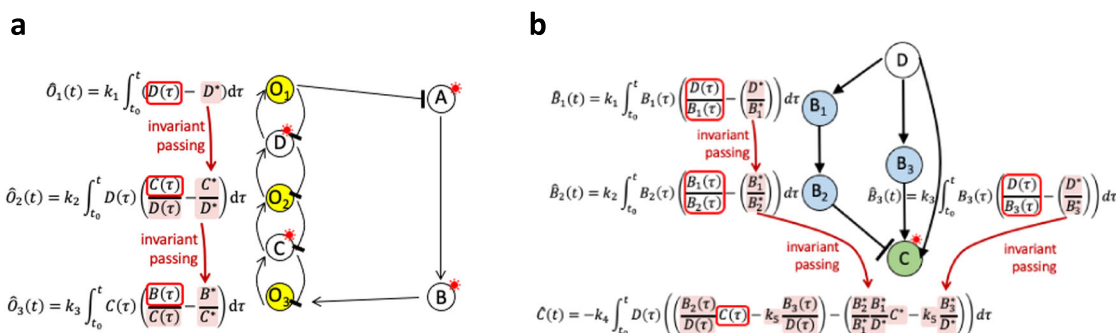 a
b
Ô₁(t) = k₁ ∫ₜ₀ᵗ (D(τ) − D*)dτ
invariant
passing
Ô₂(t) = k₂ ∫ₜ₀ᵗ D(τ) (C(τ)/D(τ) − C*/D*) dτ
invariant
passing
Ô₃(t) = k₃ ∫ₜ₀ᵗ C(τ) (B(τ)/C(τ) − B*/C*) dτ
O₁
D
O₂
C
O₃
A
B
B̂₁(t) = k₁ ∫ₜ₀ᵗ B₁(τ) (D(τ)/B₁(τ) − (D*/B₁*)) dτ
invariant
passing
B̂₂(t) = k₂ ∫ₜ₀ᵗ B₂(τ) (B₁(τ)/B₂(τ) − (B₁*/B₂*)) dτ
D
B₁
B₃
B₂
C
B̂₃(t) = k₃ ∫ₜ₀ᵗ B₃(τ) (D(τ)/B₃(τ) − (D*/B₃*)) dτ
invariant
passing
invariant
passing
Ĉ(t) = −k₄ ∫ₜ₀ᵗ D(τ) ((B₂(τ)/D(τ) C(τ) − k₅ B₃(τ)/D(τ)) − (B₂*/B₁* B₁*/D* C* − k₅ B₃*/D*)) dτ